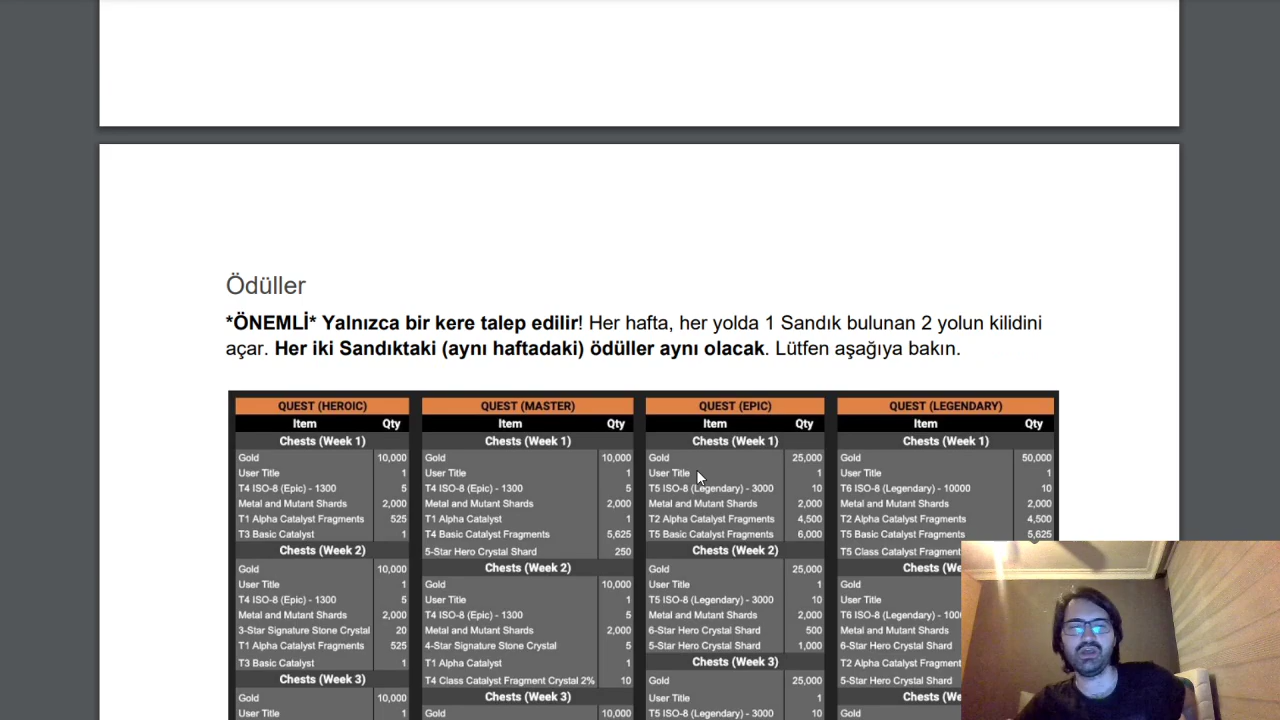 Ödüller
*ÖNEMLİ* Yalnızca bir kere talep edilir! Her hafta, her yolda 1 Sandık bulunan 2 yolun kilidini
açar. Her iki Sandıktaki (aynı haftadaki) ödüller aynı olacak. Lütfen aşağıya bakın.
QUEST (HEROIC)
Item Qty
Chests (Week 1)
Gold 10,000
User Title 1
T4 ISO-8 (Epic) - 1300 5
Metal and Mutant Shards 2,000
T1 Alpha Catalyst Fragments 525
T3 Basic Catalyst 1
Chests (Week 2)
Gold 10,000
User Title 1
T4 ISO-8 (Epic) - 1300 5
Metal and Mutant Shards 2,000
3-Star Signature Stone Crystal 20
T1 Alpha Catalyst Fragments 525
T3 Basic Catalyst 1
Chests (Week 3)
Gold 10,000
User Title 1
QUEST (MASTER)
Item Qty
Chests (Week 1)
Gold 10,000
User Title 1
T4 ISO-8 (Epic) - 1300 5
Metal and Mutant Shards 2,000
T1 Alpha Catalyst 1
T4 Basic Catalyst Fragments 5,625
5-Star Hero Crystal Shard 250
Chests (Week 2)
Gold 10,000
User Title 1
T4 ISO-8 (Epic) - 1300 5
Metal and Mutant Shards 2,000
4-Star Signature Stone Crystal 5
T1 Alpha Catalyst 1
T4 Class Catalyst Fragment Crystal 2% 10
Chests (Week 3)
Gold 10,000
QUEST (EPIC)
Item Qty
Chests (Week 1)
Gold 25,000
User Title 1
T5 ISO-8 (Legendary) - 3000 10
Metal and Mutant Shards 2,000
T2 Alpha Catalyst Fragments 4,500
T5 Basic Catalyst Fragments 6,000
Chests (Week 2)
Gold 25,000
User Title 1
T5 ISO-8 (Legendary) - 3000 10
Metal and Mutant Shards 2,000
6-Star Hero Crystal Shard 500
5-Star Hero Crystal Shard 1,000
Chests (Week 3)
Gold 25,000
User Title 1
T5 ISO-8 (Legendary) - 3000 10
QUEST (LEGENDARY)
Item Qty
Chests (Week 1)
Gold 50,000
User Title 1
T6 ISO-8 (Legendary) - 10000 10
Metal and Mutant Shards 2,000
T2 Alpha Catalyst Fragments 4,500
T5 Basic Catalyst Fragments 5,625
T5 Class Catalyst Fragment
Chests (We
Gold
User Title
T6 ISO-8 (Legendary) - 100
Metal and Mutant Shards
6-Star Hero Crystal Shard
T2 Alpha Catalyst Fragments
5-Star Hero Crystal Shard
Chests (We
Gold